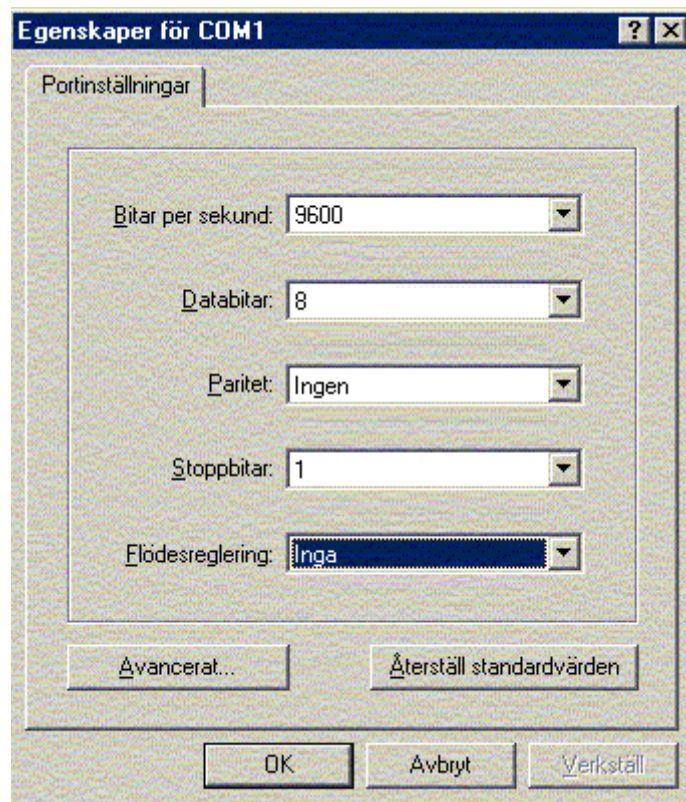 Egenskaper för COM1
Portinställningar
Bitar per sekund: 9600
Databitar: 8
Paritet: Ingen
Stoppbitar: 1
Flödesreglering: Inga
Avancerat... Återställ standardvärden
OK Avbryt Verkställ